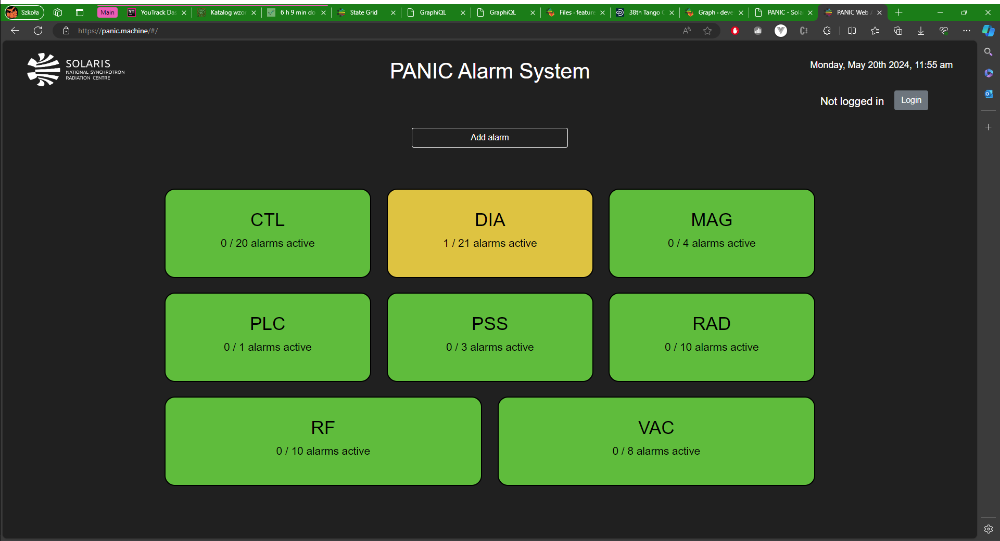 Szkoła
Main
YT
YouTrack Das
Katalog wzor
6 h 9 min do
State Grid
GraphiQL
GraphiQL
Files · feature
38th Tango C
Graph · deve
PANIC - Sola
PANIC Web A
https://panic.machine/#/
SOLARIS
NATIONAL SYNCHROTRON
RADIATION CENTRE
PANIC Alarm System
Monday, May 20th 2024, 11:55 am
Not logged in
Login
Add alarm
CTL
0 / 20 alarms active
DIA
1 / 21 alarms active
MAG
0 / 4 alarms active
PLC
0 / 1 alarms active
PSS
0 / 3 alarms active
RAD
0 / 10 alarms active
RF
0 / 10 alarms active
VAC
0 / 8 alarms active